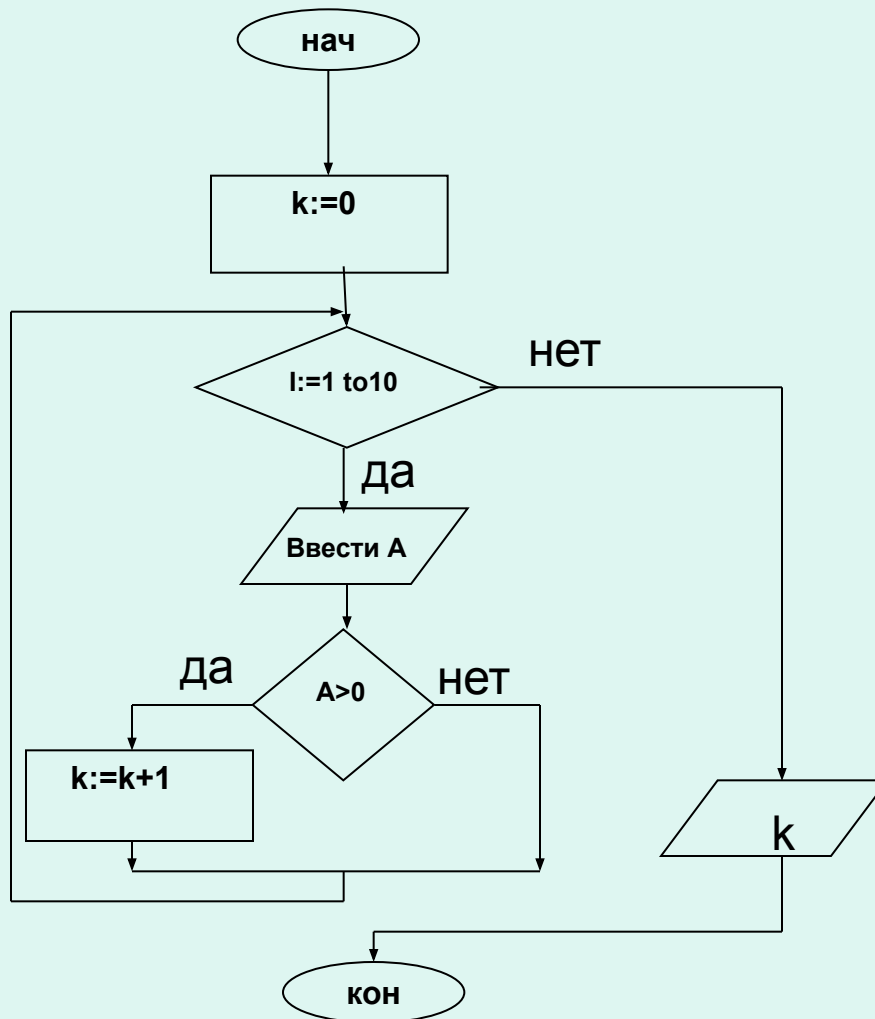 нач
k:=0
I:=1 to10
нет
да
Ввести А
A>0
да
нет
k:=k+1
k
кон